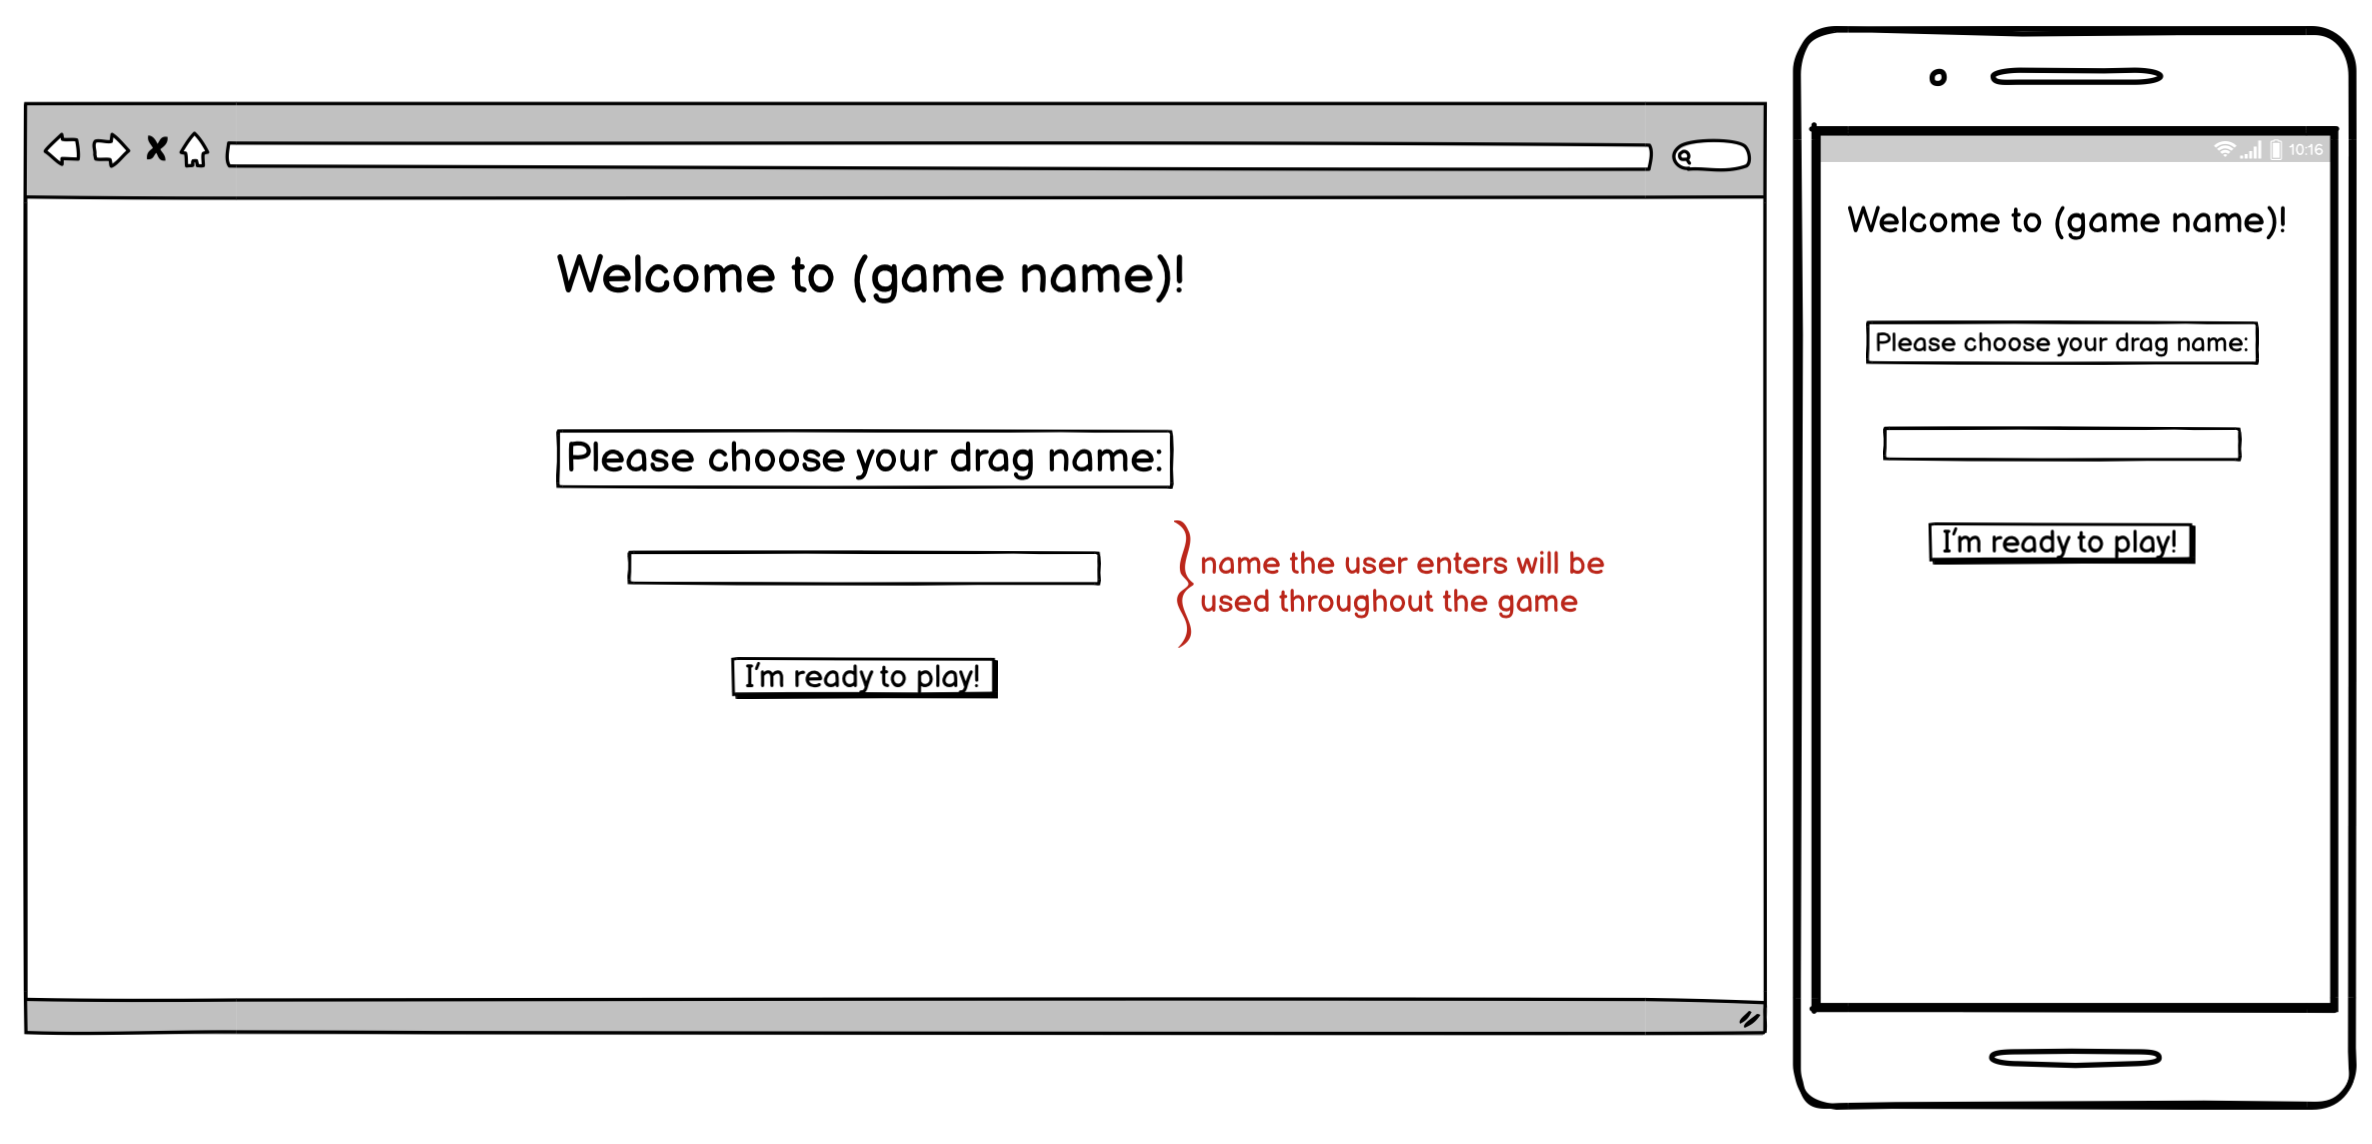 Welcome to (game name)!
Please choose your drag name:
name the user enters will be
used throughout the game
I'm ready to play!
10:16
Welcome to (game name)!
Please choose your drag name:
I'm ready to play!